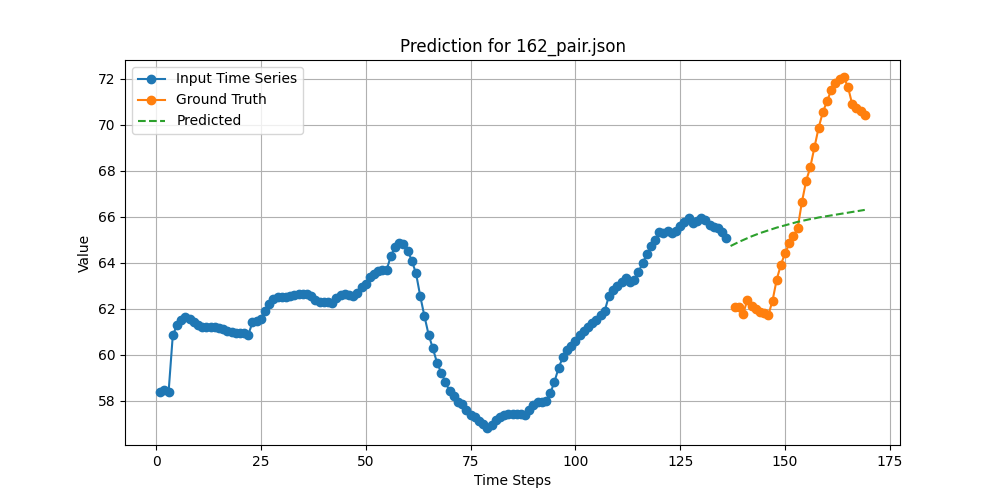 Prediction for 162_pair.json
Input Time Series
Ground Truth
Predicted
72
70
68
66
64
62
60
58
Value
0 25 50 75 100 125 150 175
Time Steps